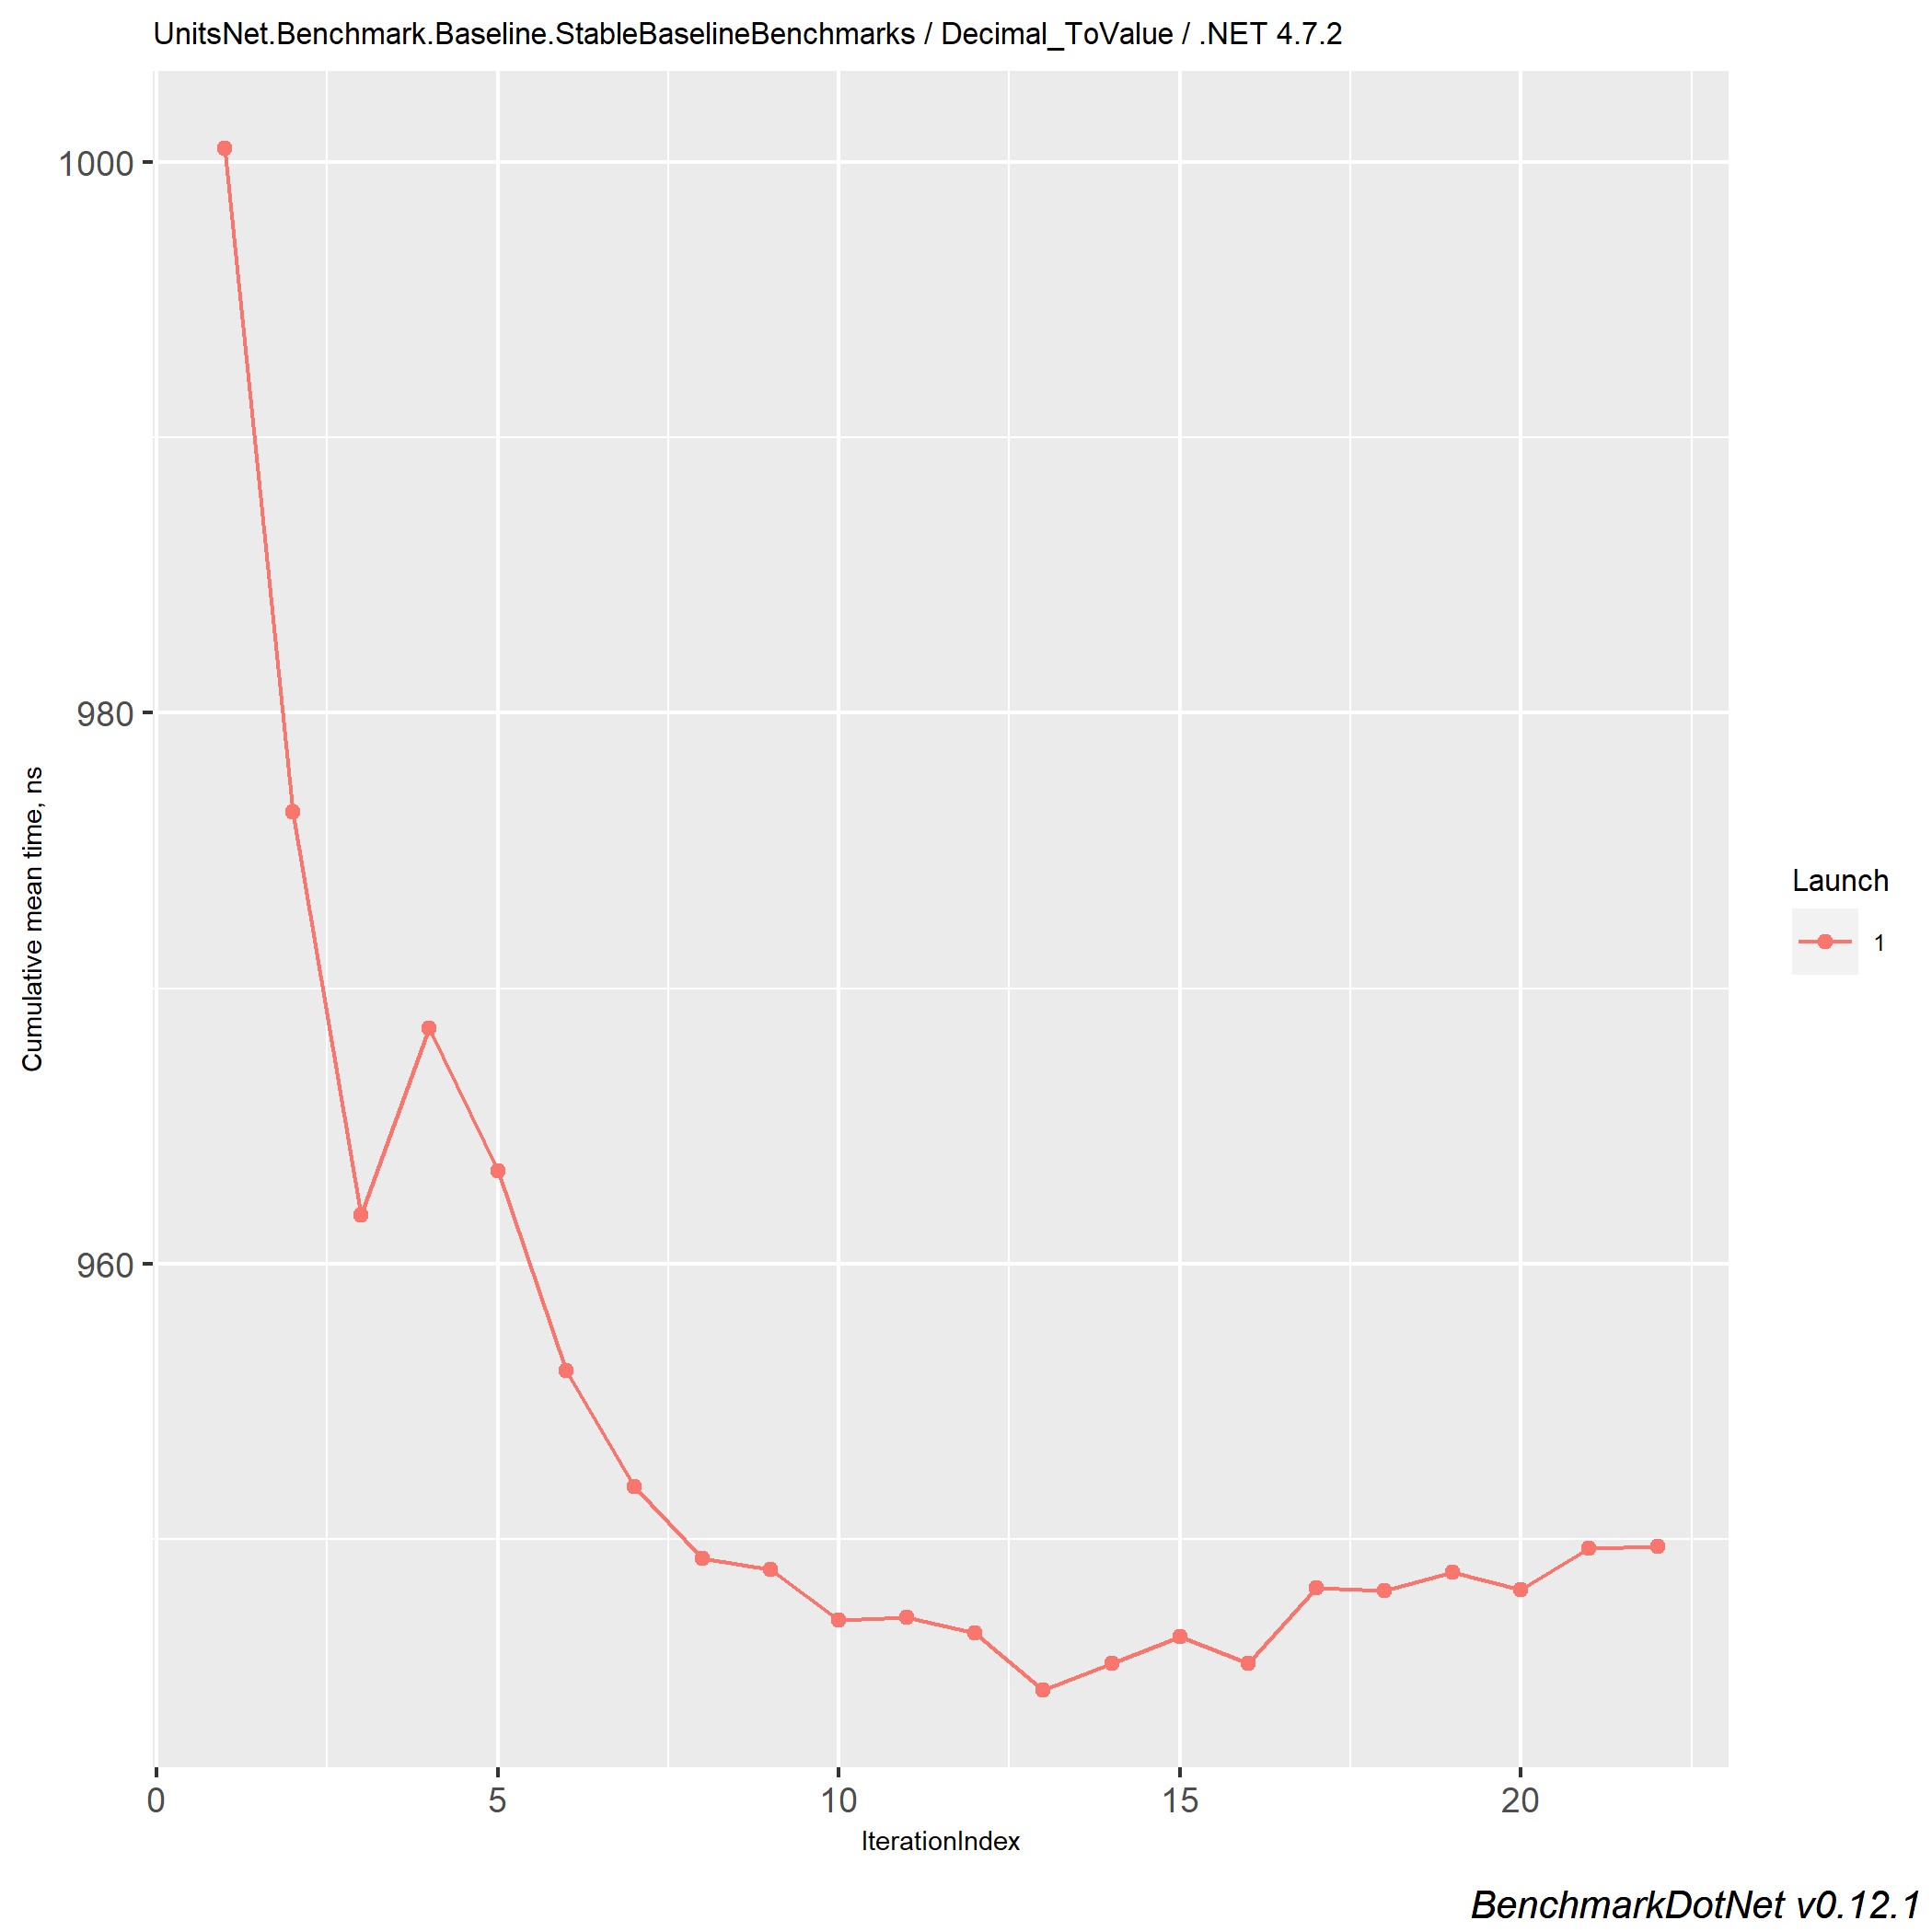 UnitsNet.Benchmark.Baseline.StableBaselineBenchmarks / Decimal_ToValue / .NET 4.7.2
1000
980
960
Cumulative mean time, ns
0 5 10 15 20
IterationIndex
Launch
1
BenchmarkDotNet v0.12.1